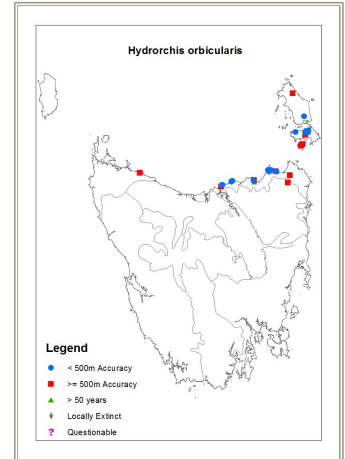 Hydrorchis orbicularis
Legend
< 500m Accuracy
>= 500m Accuracy
> 50 years
Locally Extinct
? Questionable